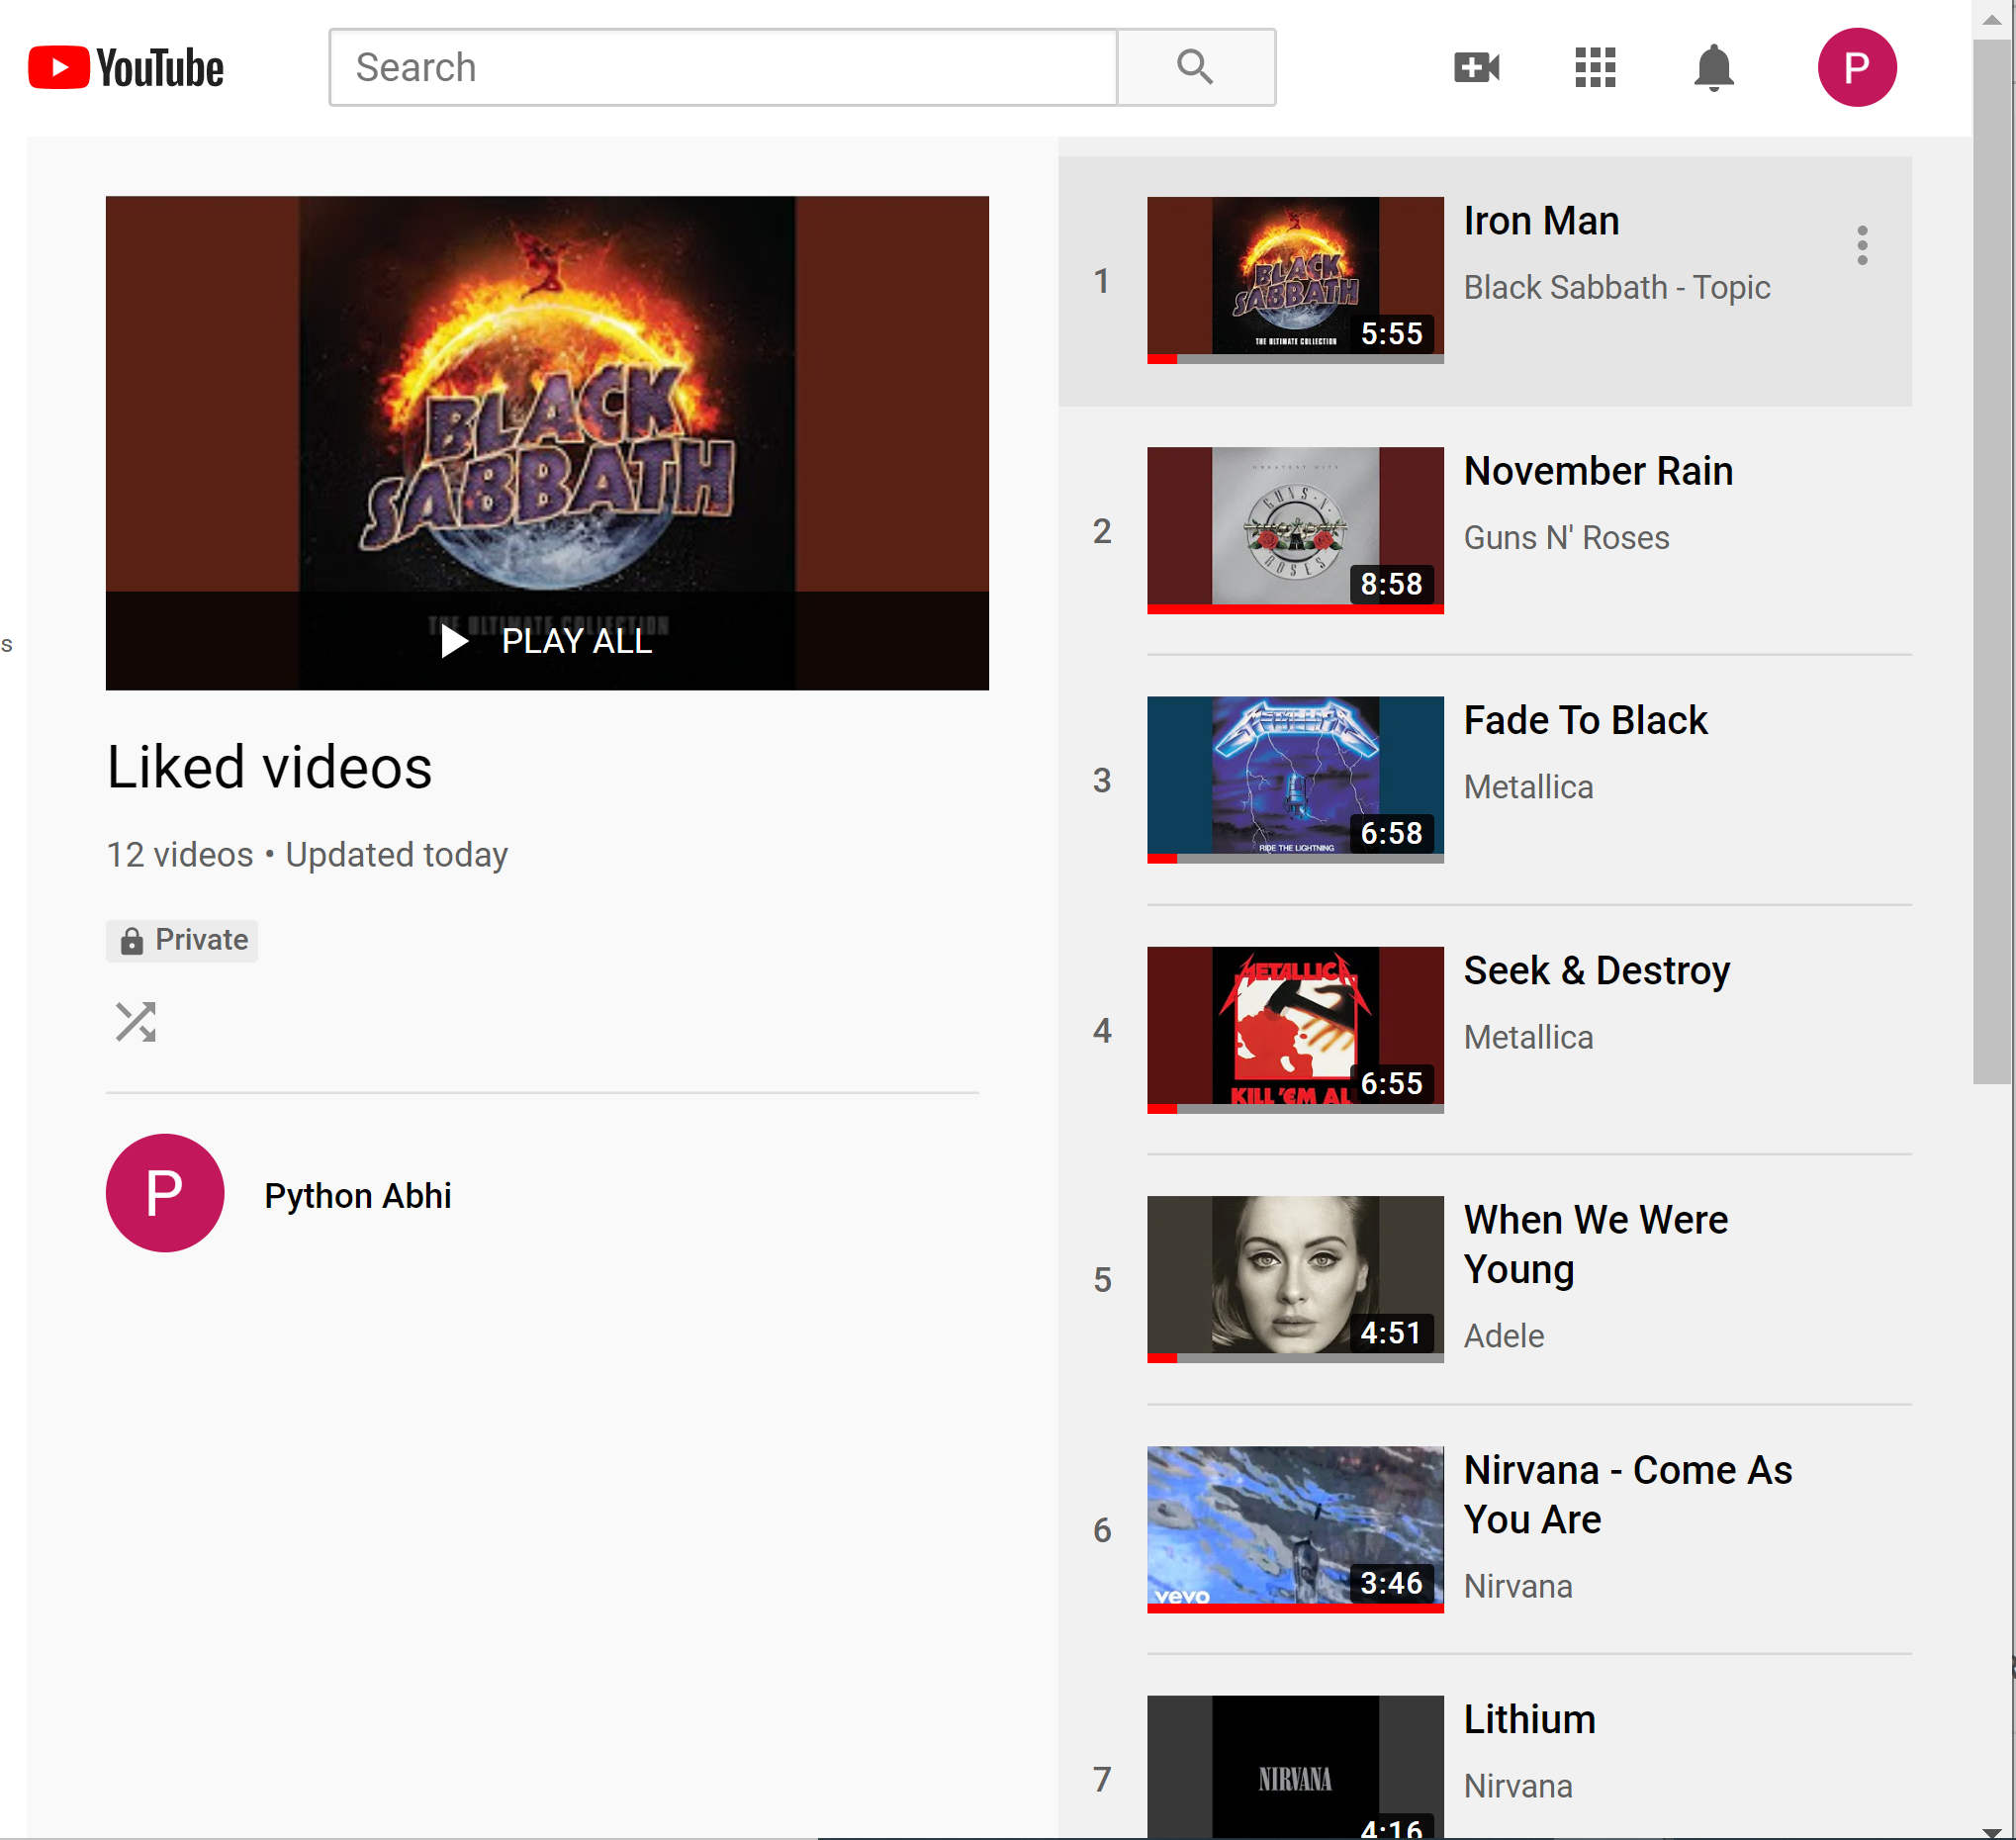 YouTube
Search
P
BLACK
SABBATH
THE ULTIMATE COLLECTION
PLAY ALL
Liked videos
12 videos • Updated today
Private
P
Python Abhi
s
1
BLACK
SABBATH
THE ULTIMATE COLLECTION
5:55
Iron Man
Black Sabbath - Topic
2
GREATEST HITS
GUNS N'
ROSES
8:58
November Rain
Guns N' Roses
3
METALLICA
RIDE THE LIGHTNING
6:58
Fade To Black
Metallica
4
METALLICA
KILL 'EM AL
6:55
Seek & Destroy
Metallica
5
4:51
When We Were
Young
Adele
6
vevo
3:46
Nirvana - Come As
You Are
Nirvana
7
NIRVANA
4:16
Lithium
Nirvana